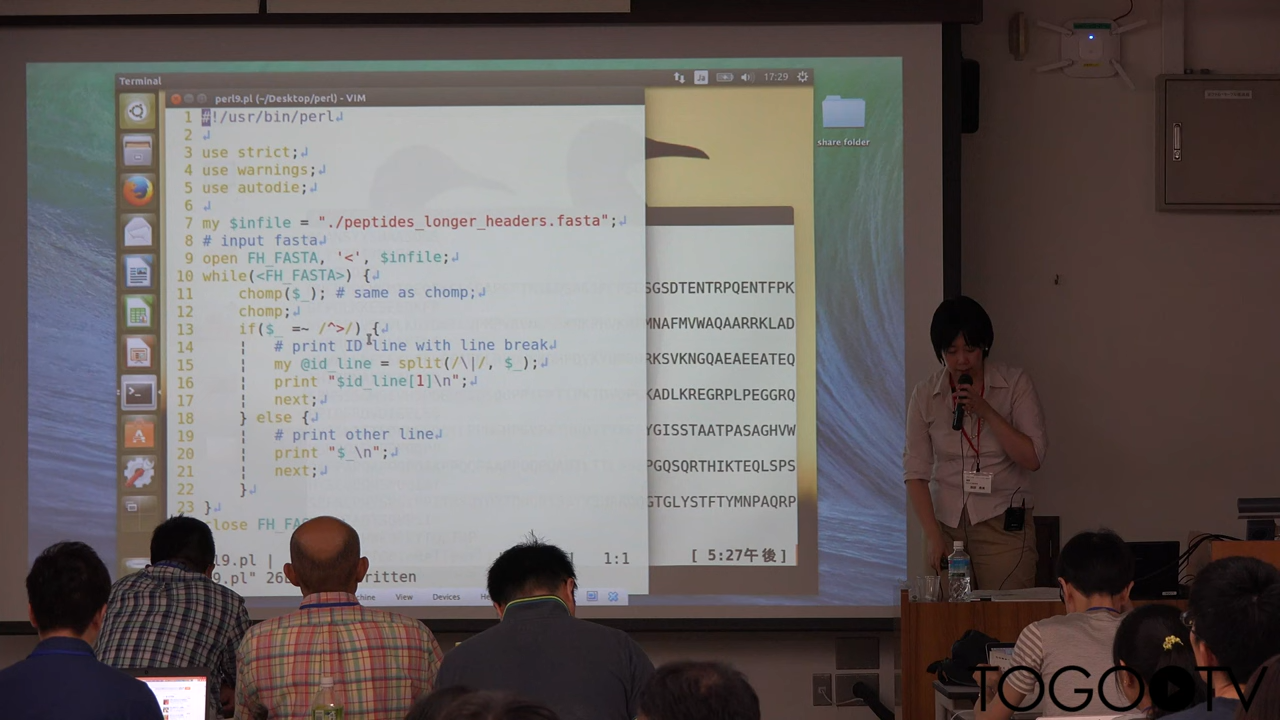 Terminal
Ja
17:29
perl9.pl (~/Desktop/perl) - VIM
1 #!/usr/bin/perl
2
3 use strict;
4 use warnings;
5 use autodie;
6
7 my $infile = "./peptides_longer_headers.fasta";
8 # input fasta
9 open FH_FASTA, '<', $infile;
10 while(<FH_FASTA>) {
11 chomp($_); # same as chomp;
12 chomp;
13 if($_ =~ /^>/) {
14 # print ID line with line break
15 my @id_line = split(/\|/, $_);
16 print "$id_line[1]\n";
17 next;
18 } else {
19 # print other line
20 print "$_\n";
21 next;
22 }
23 }
close
1:1
written
View Devices
share folder
SGSDTENTRPQENTFPK
MNAFMVWAQAARRKLAD
RKSVKNGQAEAEEATEQ
KADLKREGRPLPEGGRQ
YGISSTAATPASAGHVW
PGQSQRTHIKTEQLSPS
GTGLYSTFTYMNPAQRP
[ 5:27午後]
TOGOTV